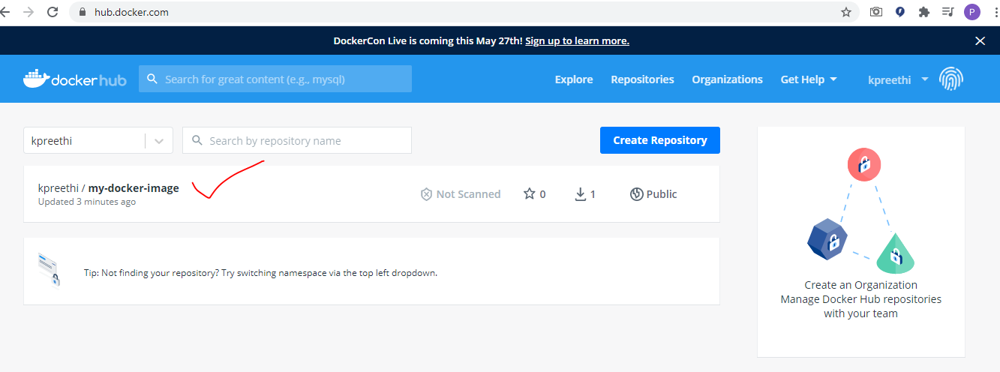 hub.docker.com
P
DockerCon Live is coming this May 27th! Sign up to learn more.
dockerhub
Search for great content (e.g., mysql)
Explore
Repositories
Organizations
Get Help
kpreethi
kpreethi
Search by repository name
Create Repository
kpreethi / my-docker-image
Updated 3 minutes ago
Not Scanned
0
1
Public
Tip: Not finding your repository? Try switching namespace via the top left dropdown.
Create an Organization
Manage Docker Hub repositories
with your team